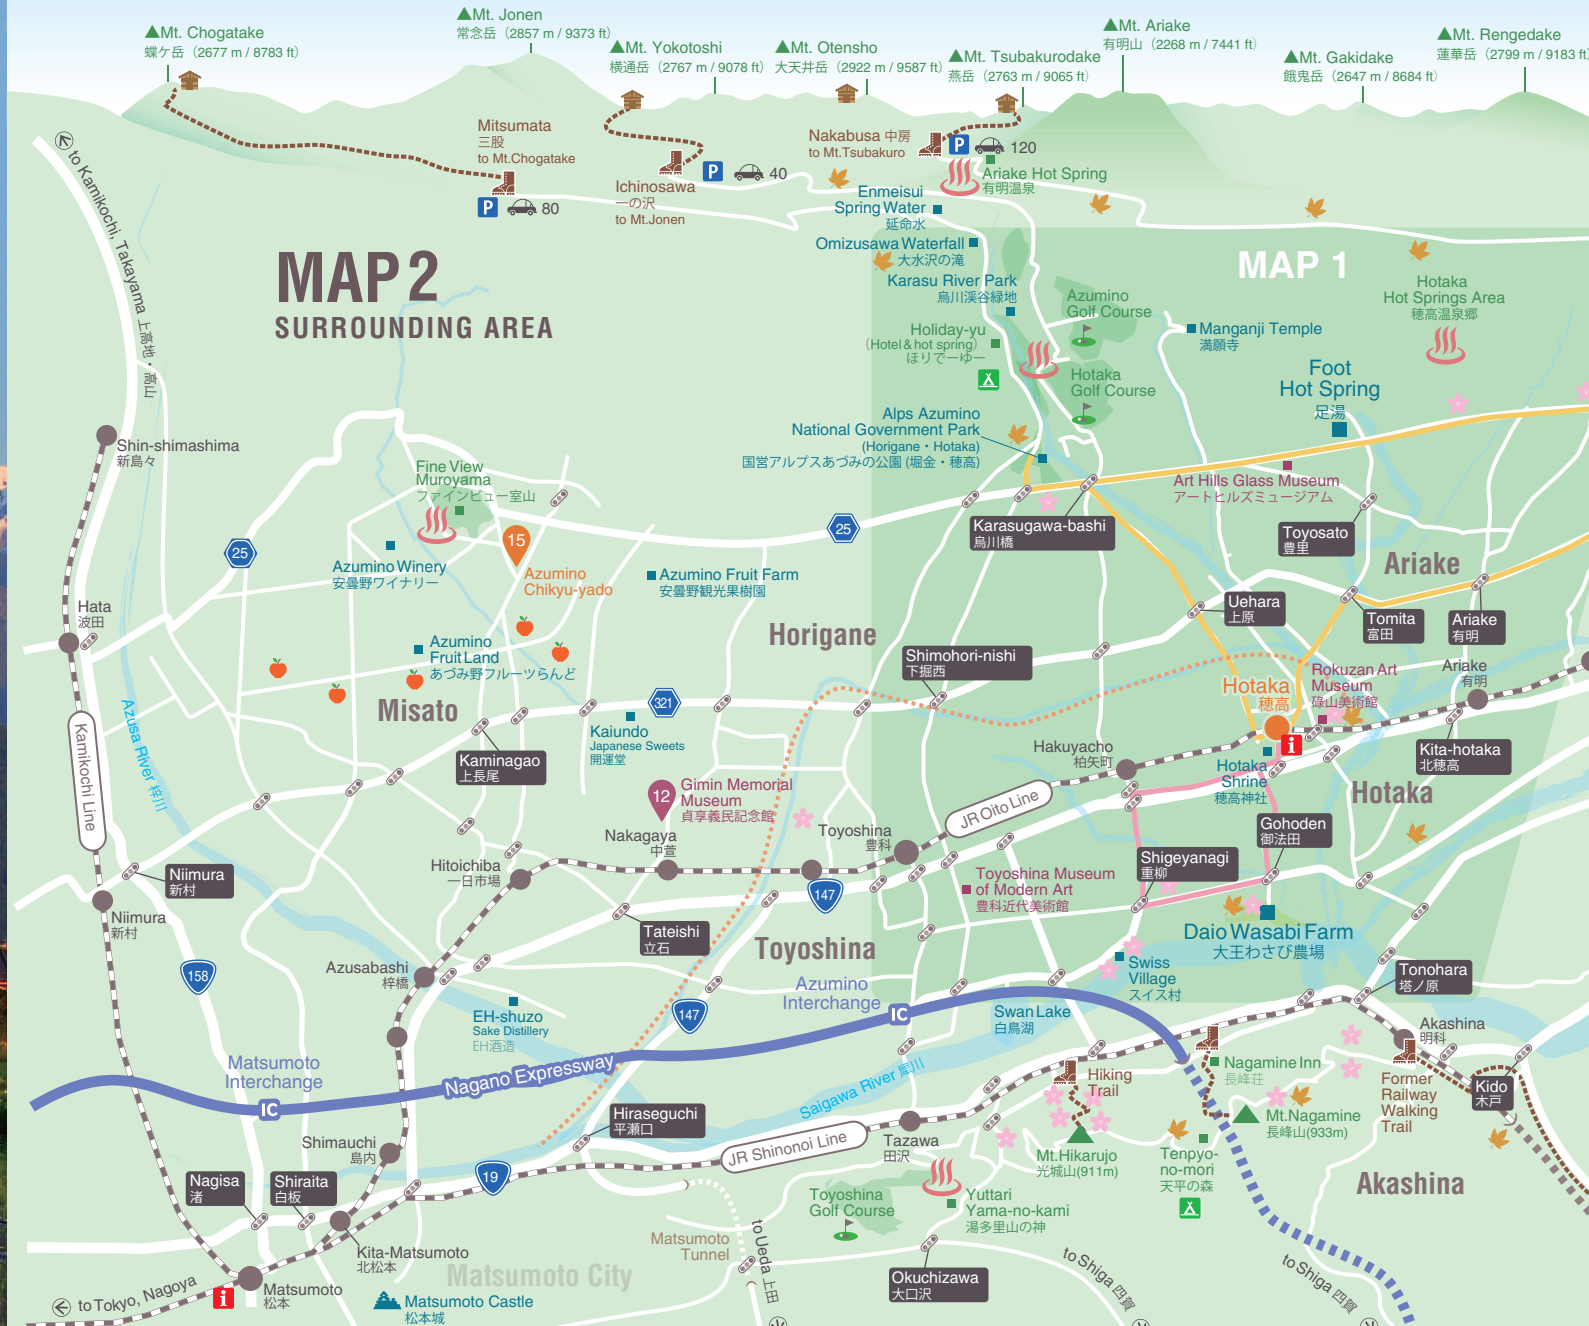 ▲Mt. Chogatake
蝶ケ岳（2677 m / 8783 ft）
▲Mt. Jonen
常念岳（2857 m / 9373 ft）
▲Mt. Yokotoshi
横通岳（2767 m / 9078 ft）
▲Mt. Otensho
大天井岳（2922 m / 9587 ft）
▲Mt. Tsubakurodake
燕岳（2763 m / 9065 ft）
▲Mt. Ariake
有明山（2268 m / 7441 ft）
▲Mt. Gakidake
餓鬼岳（2647 m / 8684 ft）
▲Mt. Rengedake
蓮華岳（2799 m / 9183 ft）
Mitsumata
三股
to Mt.Chogatake
P 80
Ichinosawa
一の沢
to Mt.Jonen
P 40
Nakabusa 中房
to Mt.Tsubakuro
P 120
Ariake Hot Spring
有明温泉
Enmeisui
Spring Water
延命水
Omizusawa Waterfall
大水沢の滝
Karasu River Park
烏川渓谷緑地
Holiday-yu
（Hotel & hot spring）
ほりでーゆー
to Kamikochi, Takayama 上高地・高山
MAP 2
SURROUNDING AREA
MAP 1
Azumino
Golf Course
Hotaka
Golf Course
Manganji Temple
満願寺
Hotaka
Hot Springs Area
穂高温泉郷
Foot
Hot Spring
足湯
Alps Azumino
National Government Park
(Horigane・Hotaka)
国営アルプスあづみの公園 (堀金・穂高)
Art Hills Glass Museum
アートヒルズミュージアム
Karasugawa-bashi
烏川橋
Toyosato
豊里
Ariake
Shin-shimashima
新島々
Fine View
Muroyama
ファインビュー室山
25
25
15
Azumino
Chikyu-yado
Azumino Winery
安曇野ワイナリー
Azumino Fruit Farm
安曇野観光果樹園
Hata
波田
Azumino
Fruit Land
あづみ野フルーツらんど
Horigane
Uehara
上原
Tomita
富田
Ariake
有明
Shimohori-nishi
下掘西
Rokuzan Art
Museum
碌山美術館
Ariake
有明
Hotaka
穂高
Misato
321
Kaiundo
Japanese Sweets
開運堂
Azusa River 梓川
Kamikochi Line
Kaminagao
上長尾
Hakuyacho
柏矢町
i
Hotaka
Shrine
穂高神社
Kita-hotaka
北穂高
Hotaka
12
Gimin Memorial
Museum
貞享義民記念館
Nakagaya
中萱
Toyoshina
豊科
JR Oito Line
Gohoden
御法田
Shigeyanagi
重柳
Hitoichiba
一日市場
Niimura
新村
Niimura
新村
147
Toyoshina Museum
of Modern Art
豊科近代美術館
Tateishi
立石
Toyoshina
Daio Wasabi Farm
大王わさび農場
Azusabashi
梓橋
158
Azumino
Interchange
IC
Swiss
Village
スイス村
Tonohara
塔ノ原
EH-shuzo
Sake Distillery
EH酒造
147
Swan Lake
白鳥湖
Akashina
明科
Matsumoto
Interchange
IC
Nagano Expressway
Saigawa River 犀川
Hiking
Trail
Nagamine Inn
長峰荘
Former
Railway
Walking
Trail
Kido
木戸
Hiraseguchi
平瀬口
Mt.Nagamine
長峰山(933m)
Shimauchi
島内
JR Shinonoi Line
Tazawa
田沢
Mt.Hikarujo
光城山(911m)
Tenpyo-
no-mori
天平の森
Akashina
19
Nagisa
渚
Shiraita
白板
Toyoshina
Golf Course
Yuttari
Yama-no-kami
湯多里山の神
Kita-Matsumoto
北松本
Matsumoto
Tunnel
to Ueda 上田
Okuchizawa
大口沢
to Shiga 四賀
to Shiga 四賀
Matsumoto City
to Tokyo, Nagoya
i
Matsumoto
松本
Matsumoto Castle
松本城